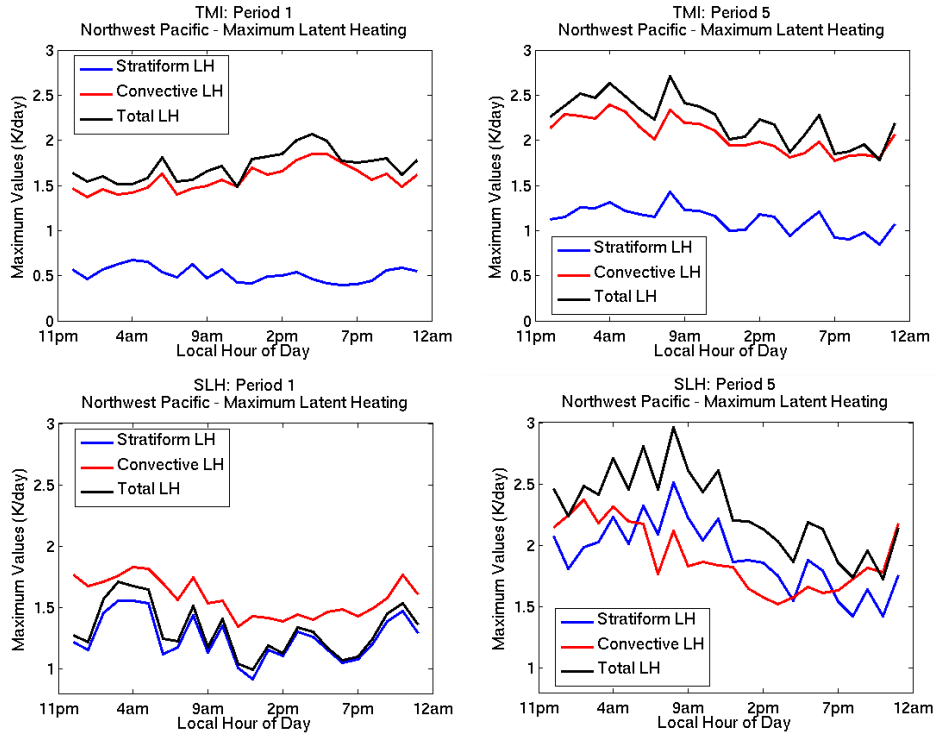 TMI: Period 1
Northwest Pacific - Maximum Latent Heating
Maximum Values (K/day)
3
2.5
2
1.5
1
0.5
0
Stratiform LH
Convective LH
Total LH
11pm 4am 9am 2pm 7pm 12am
Local Hour of Day
TMI: Period 5
Northwest Pacific - Maximum Latent Heating
Maximum Values (K/day)
3
2.5
2
1.5
1
0.5
0
Stratiform LH
Convective LH
Total LH
11pm 4am 9am 2pm 7pm 12am
Local Hour of Day
SLH: Period 1
Northwest Pacific - Maximum Latent Heating
Maximum Values (K/day)
3
2.5
2
1.5
1
Stratiform LH
Convective LH
Total LH
11pm 4am 9am 2pm 7pm 12am
Local Hour of Day
SLH: Period 5
Northwest Pacific - Maximum Latent Heating
Maximum Values (K/day)
3
2.5
2
1.5
1
Stratiform LH
Convective LH
Total LH
11pm 4am 9am 2pm 7pm 12am
Local Hour of Day